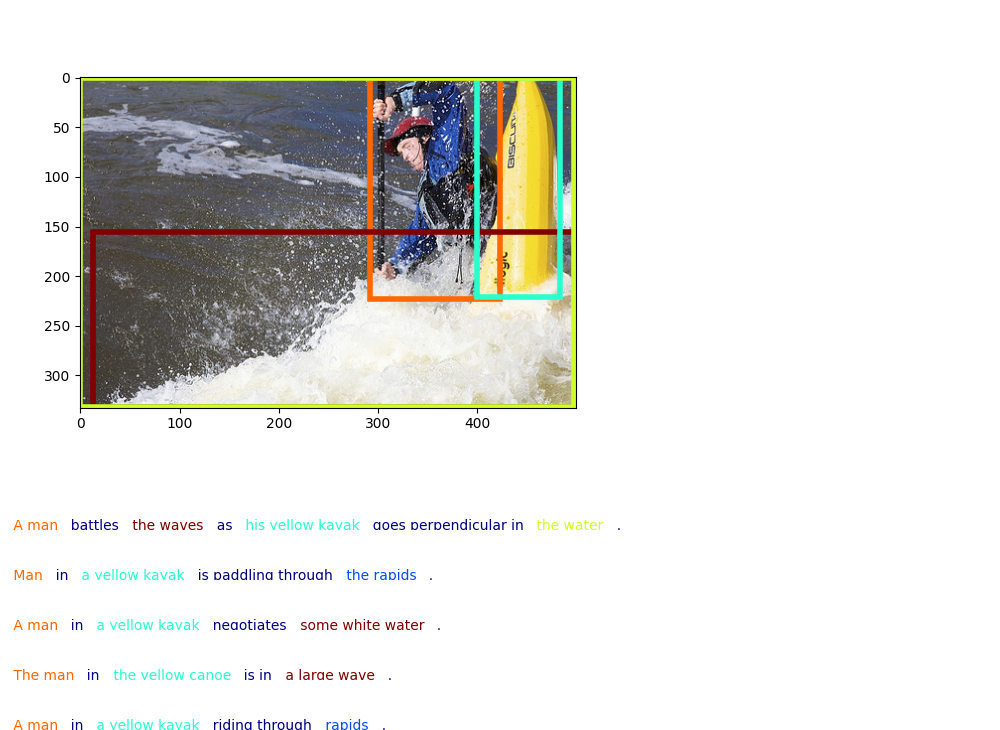 0
50
100
150
200
250
300
0 100 200 300 400
BISCUIT
A man battles the waves as his yellow kayak goes perpendicular in the water .
Man in a yellow kayak is paddling through the rapids .
A man in a yellow kayak negotiates some white water .
The man in the yellow canoe is in a large wave .
A man in a yellow kayak riding through rapids .